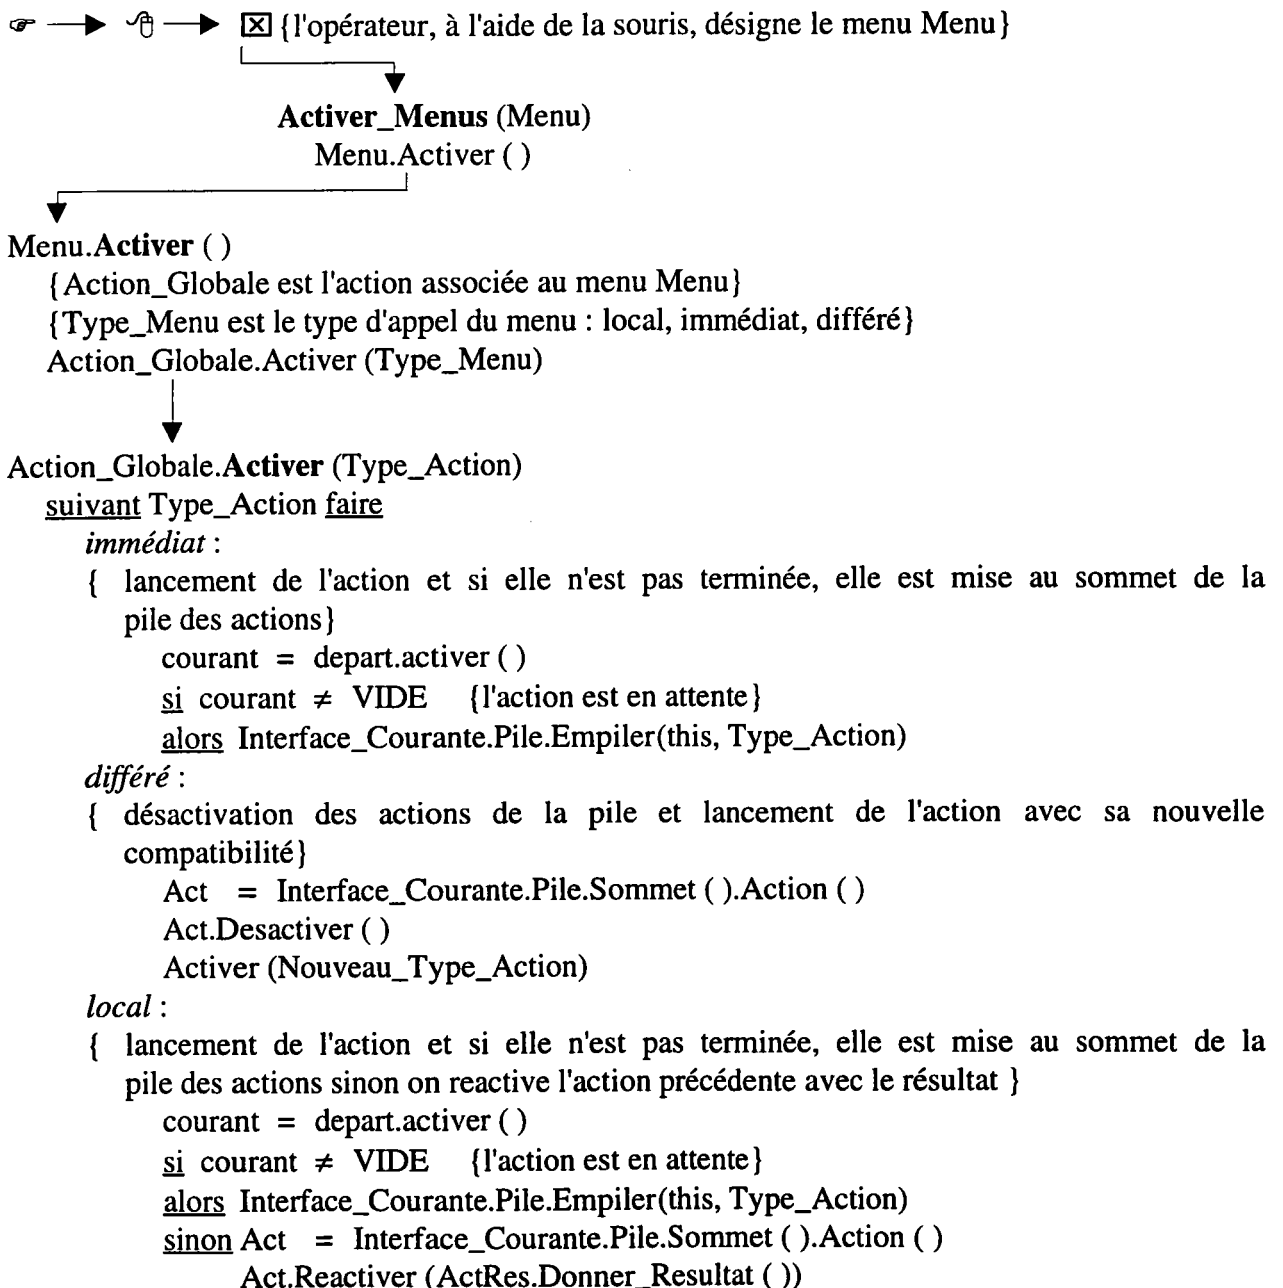 {l'opérateur, à l'aide de la souris, désigne le menu Menu}
Activer_Menus (Menu)
Menu.Activer ( )
Menu.Activer ( )
{Action_Globale est l'action associée au menu Menu}
{Type_Menu est le type d'appel du menu : local, immédiat, différé}
Action_Globale.Activer (Type_Menu)
Action_Globale.Activer (Type_Action)
suivant Type_Action faire
immédiat :
{ lancement de l'action et si elle n'est pas terminée, elle est mise au sommet de la
pile des actions}
courant = depart.activer ( )
si courant ≠ VIDE {l'action est en attente}
alors Interface_Courante.Pile.Empiler(this, Type_Action)
différé :
{ désactivation des actions de la pile et lancement de l'action avec sa nouvelle
compatibilité}
Act = Interface_Courante.Pile.Sommet ( ).Action ( )
Act.Desactiver ( )
Activer (Nouveau_Type_Action)
local :
{ lancement de l'action et si elle n'est pas terminée, elle est mise au sommet de la
pile des actions sinon on reactive l'action précédente avec le résultat }
courant = depart.activer ( )
si courant ≠ VIDE {l'action est en attente}
alors Interface_Courante.Pile.Empiler(this, Type_Action)
sinon Act = Interface_Courante.Pile.Sommet ( ).Action ( )
Act.Reactiver (ActRes.Donner_Resultat ( ))